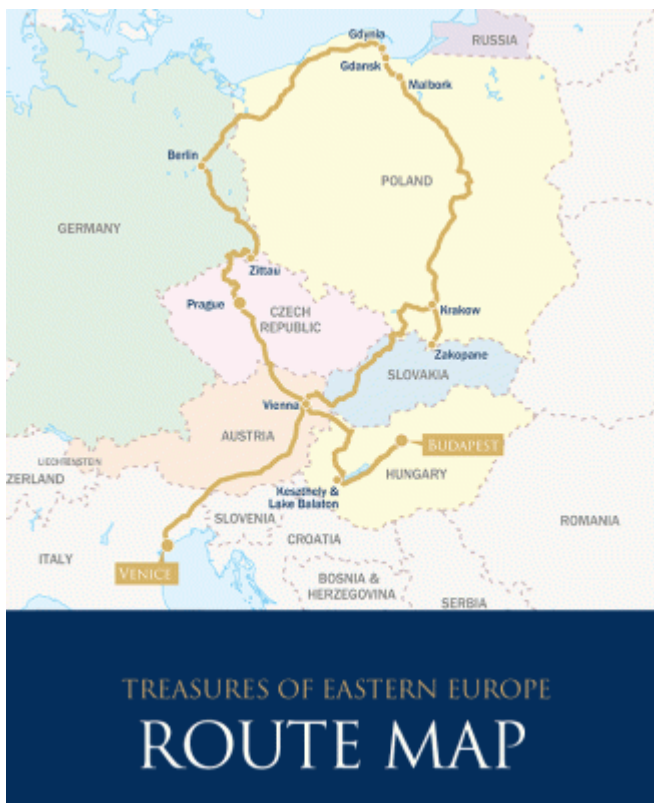 Gdynia
RUSSIA
Gdansk
Malbork
Berlin
POLAND
GERMANY
Zittau
Prague
CZECH
REPUBLIC
Krakow
Zakopane
SLOVAKIA
Vienna
AUSTRIA
BUDAPEST
LIECHTENSTEIN
ZERLAND
HUNGARY
Keszthely &
Lake Balaton
SLOVENIA
ROMANIA
CROATIA
ITALY
VENICE
BOSNIA &
HERZEGOVINA
SERBIA
TREASURES OF EASTERN EUROPE
ROUTE MAP